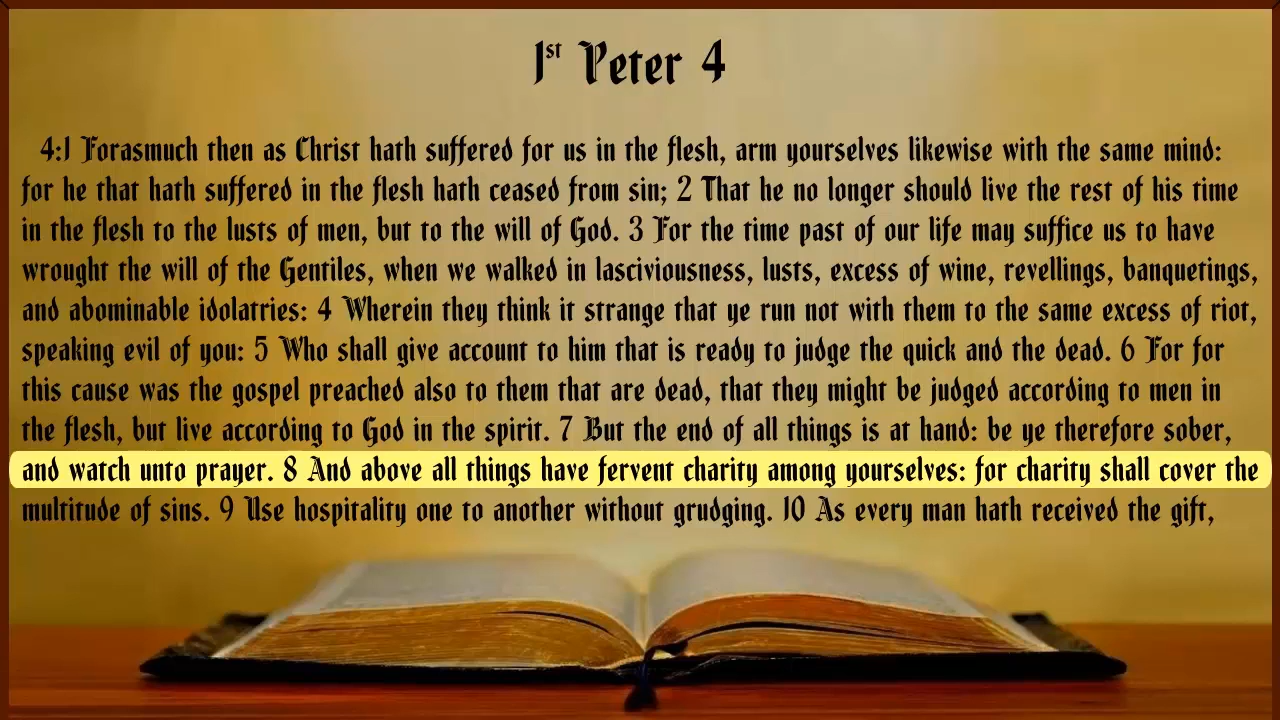 1st Peter 4
4:1 Forasmuch then as Christ hath suffered for us in the flesh, arm yourselves likewise with the same mind:
for he that hath suffered in the flesh hath ceased from sin; 2 That he no longer should live the rest of his time
in the flesh to the lusts of men, but to the will of God. 3 For the time past of our life may suffice us to have
wrought the will of the Gentiles, when we walked in lasciviousness, lusts, excess of wine, revellings, banquetings,
and abominable idolatries: 4 Wherein they think it strange that ye run not with them to the same excess of riot,
speaking evil of you: 5 Who shall give account to him that is ready to judge the quick and the dead. 6 For for
this cause was the gospel preached also to them that are dead, that they might be judged according to men in
the flesh, but live according to God in the spirit. 7 But the end of all things is at hand: be ye therefore sober,
and watch unto prayer. 8 And above all things have fervent charity among yourselves: for charity shall cover the
multitude of sins. 9 Use hospitality one to another without grudging. 10 As every man hath received the gift,